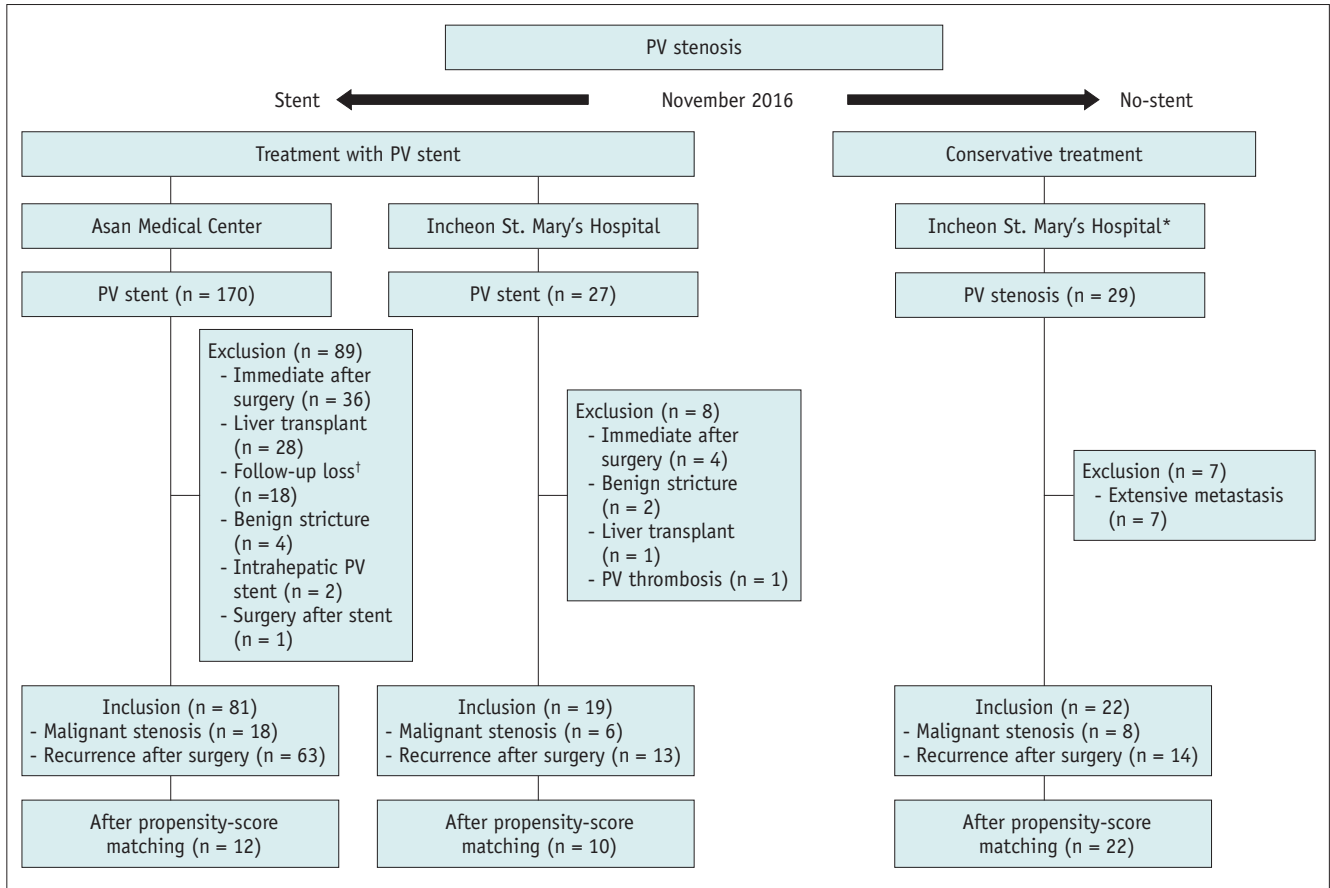 PV stenosis
Stent
November 2016
No-stent
Treatment with PV stent
Conservative treatment
Asan Medical Center
Incheon St. Mary's Hospital
Incheon St. Mary's Hospital*
PV stent (n = 170)
PV stent (n = 27)
PV stenosis (n = 29)
Exclusion (n = 89)
- Immediate after
surgery (n = 36)
- Liver transplant
(n = 28)
- Follow-up loss†
(n =18)
- Benign stricture
(n = 4)
- Intrahepatic PV
stent (n = 2)
- Surgery after stent
(n = 1)
Exclusion (n = 8)
- Immediate after
surgery (n = 4)
- Benign stricture
(n = 2)
- Liver transplant
(n = 1)
- PV thrombosis (n = 1)
Exclusion (n = 7)
- Extensive metastasis
(n = 7)
Inclusion (n = 81)
- Malignant stenosis (n = 18)
- Recurrence after surgery (n = 63)
Inclusion (n = 19)
- Malignant stenosis (n = 6)
- Recurrence after surgery (n = 13)
Inclusion (n = 22)
- Malignant stenosis (n = 8)
- Recurrence after surgery (n = 14)
After propensity-score
matching (n = 12)
After propensity-score
matching (n = 10)
After propensity-score
matching (n = 22)